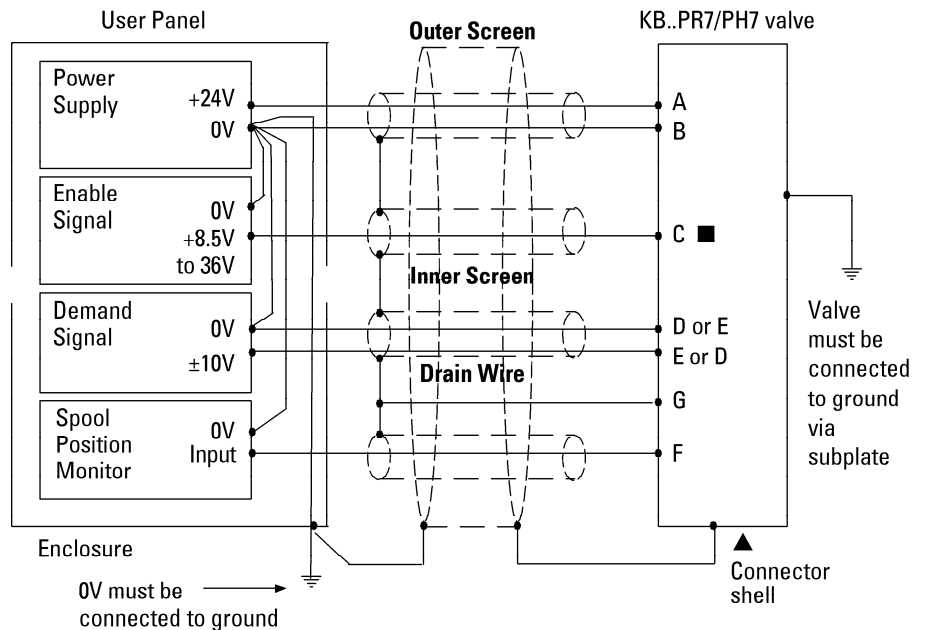 User Panel
Outer Screen
KB..PR7/PH7 valve
Power
Supply
+24V
0V
A
B
Enable
Signal
0V
+8.5V
to 36V
C ■
Inner Screen
Demand
Signal
0V
±10V
D or E
E or D
Drain Wire
G
Spool
Position
Monitor
0V
Input
F
Valve
must be
connected
to ground
via
subplate
Enclosure
0V must be
connected to ground
▲
Connector
shell